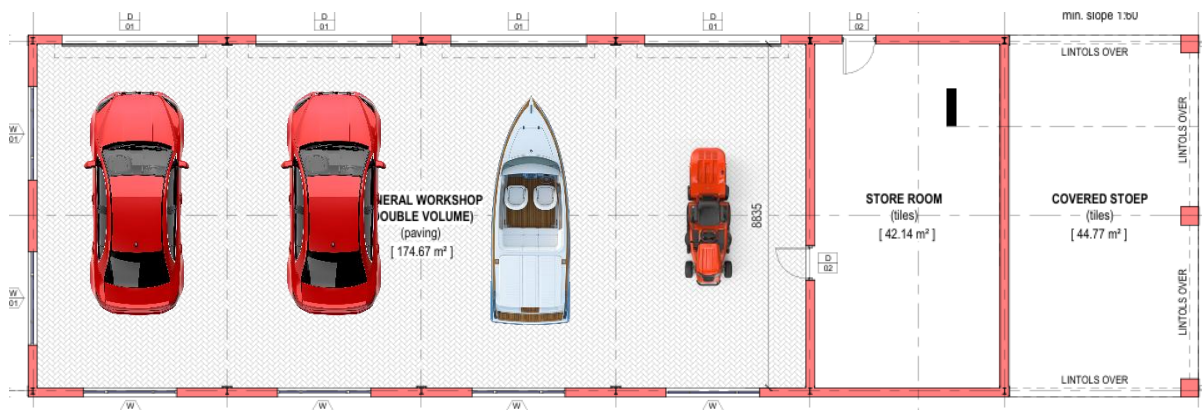 D
01
D
01
D
01
D
01
D
02
min. slope 1:60
LINTOLS OVER
W
01
LINTOLS OVER
NERAL WORKSHOP
OUBLE VOLUME)
(paving)
[ 174.67 m² ]
8835
STORE ROOM
(tiles)
[ 42.14 m² ]
COVERED STOEP
(tiles)
[ 44.77 m² ]
D
02
W
01
LINTOLS OVER
LINTOLS OVER
W
W
W
W